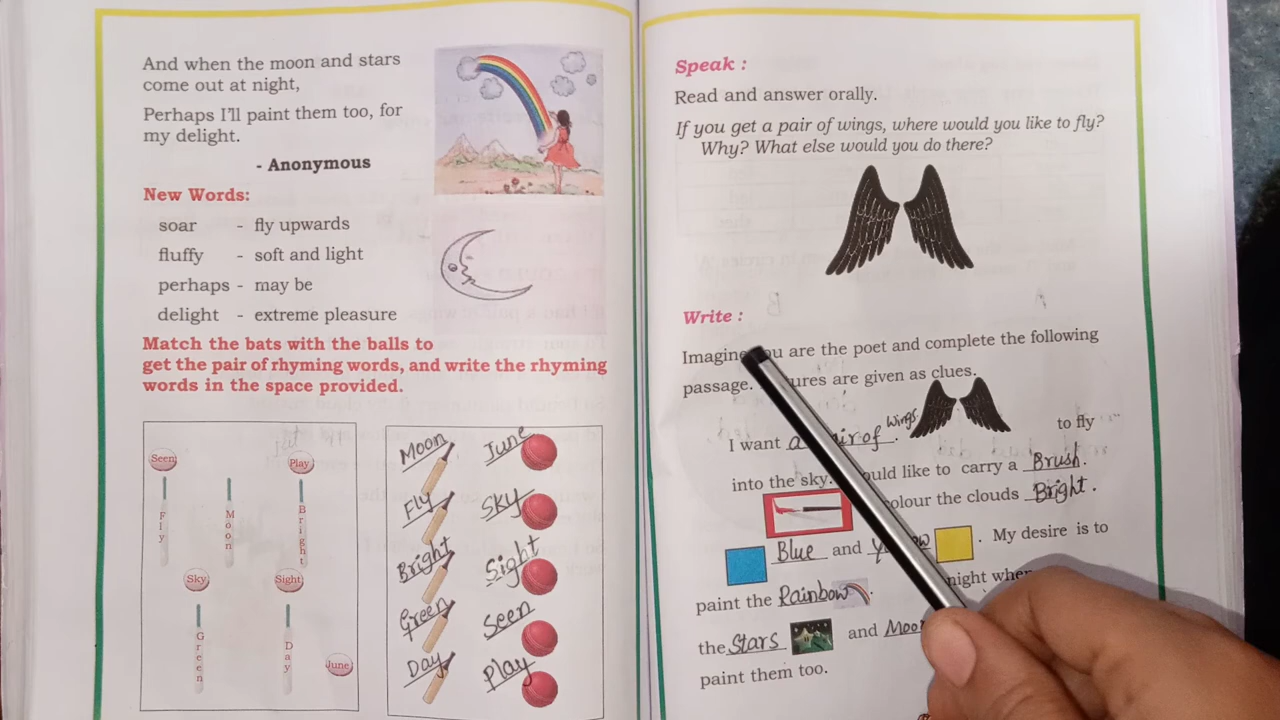 And when the moon and stars
come out at night,
Perhaps I'll paint them too, for
my delight.
- Anonymous
New Words:
soar - fly upwards
fluffy - soft and light
perhaps - may be
delight - extreme pleasure
Match the bats with the balls to
get the pair of rhyming words, and write the rhyming
words in the space provided.
Seen
Play
Fly
Moon
Bright
Sky
Sight
Green
Day
June
Moon June
Fly Sky
Bright Sight
Green Seen
Day Play
Speak :
Read and answer orally.
If you get a pair of wings, where would you like to fly?
Why? What else would you do there?
Write :
Imagine you are the poet and complete the following
passage. are given as clues.
I want a of Wings. to fly
into the sky. like to carry a Brush.
colour the clouds Bright.
Blue and . My desire is to
paint the Rainbow. night
the Stars and
paint them too.